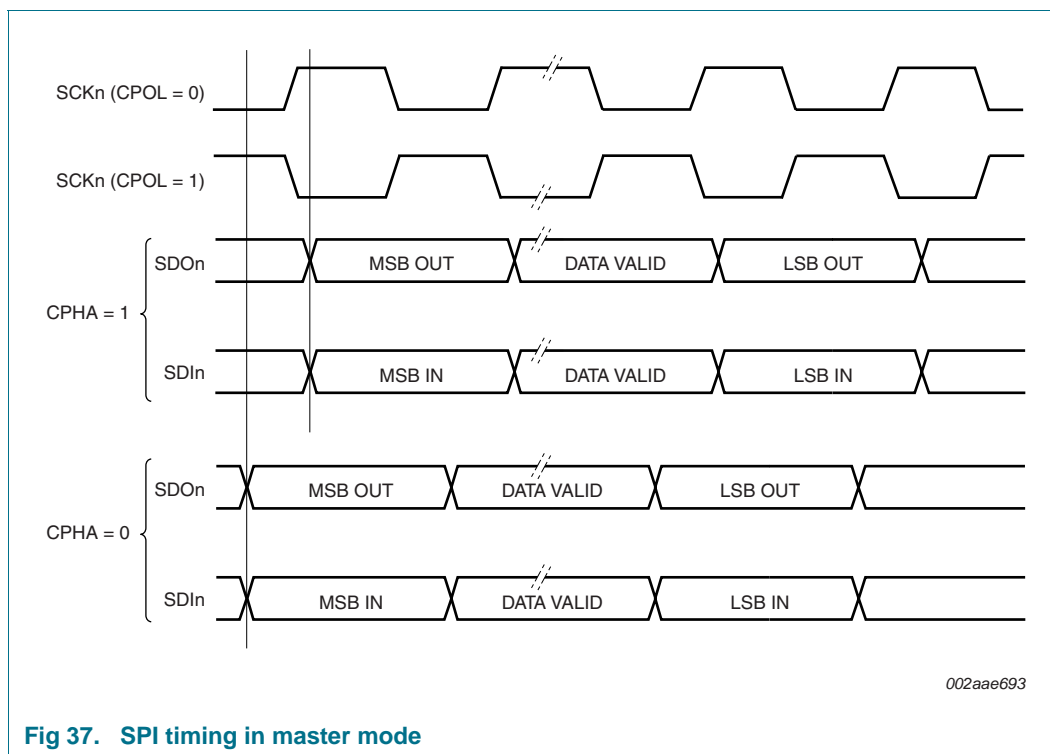 SCKn (CPOL = 0)
SCKn (CPOL = 1)
CPHA = 1
SDOn
MSB OUT
DATA VALID
LSB OUT
SDIn
MSB IN
DATA VALID
LSB IN
CPHA = 0
SDOn
MSB OUT
DATA VALID
LSB OUT
SDIn
MSB IN
DATA VALID
LSB IN
002aae693
Fig 37. SPI timing in master mode